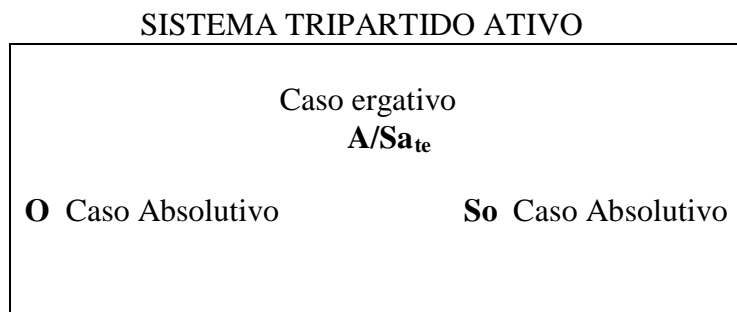 SISTEMA TRIPARTIDO ATIVO
Caso ergativo
A/Sate
O Caso Absolutivo So Caso Absolutivo